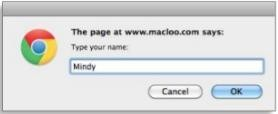 The page at www.macloo.com says:
Type your name:
Mindy
Cancel OK